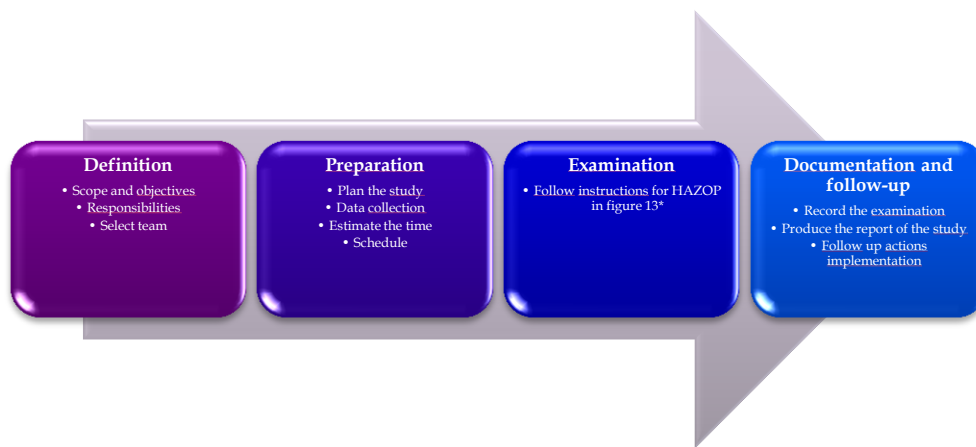 Definition
• Scope and objectives
• Responsibilities
• Select team
Preparation
• Plan the study
• Data collection
• Estimate the time
• Schedule
Examination
• Follow instructions for HAZOP
in figure 13*
Documentation and
follow-up
• Record the examination
• Produce the report of the study
• Follow up actions
implementation